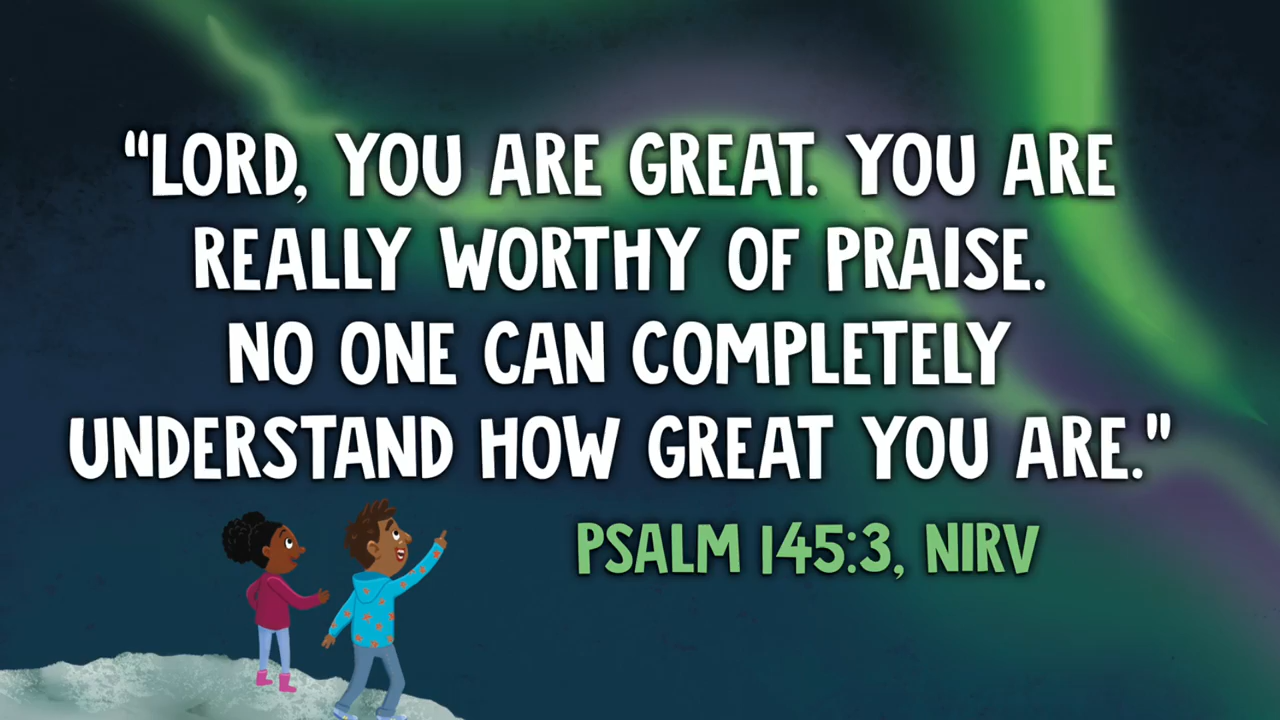 "LORD, YOU ARE GREAT. YOU ARE
REALLY WORTHY OF PRAISE.
NO ONE CAN COMPLETELY
UNDERSTAND HOW GREAT YOU ARE."
PSALM 145:3, NIRV